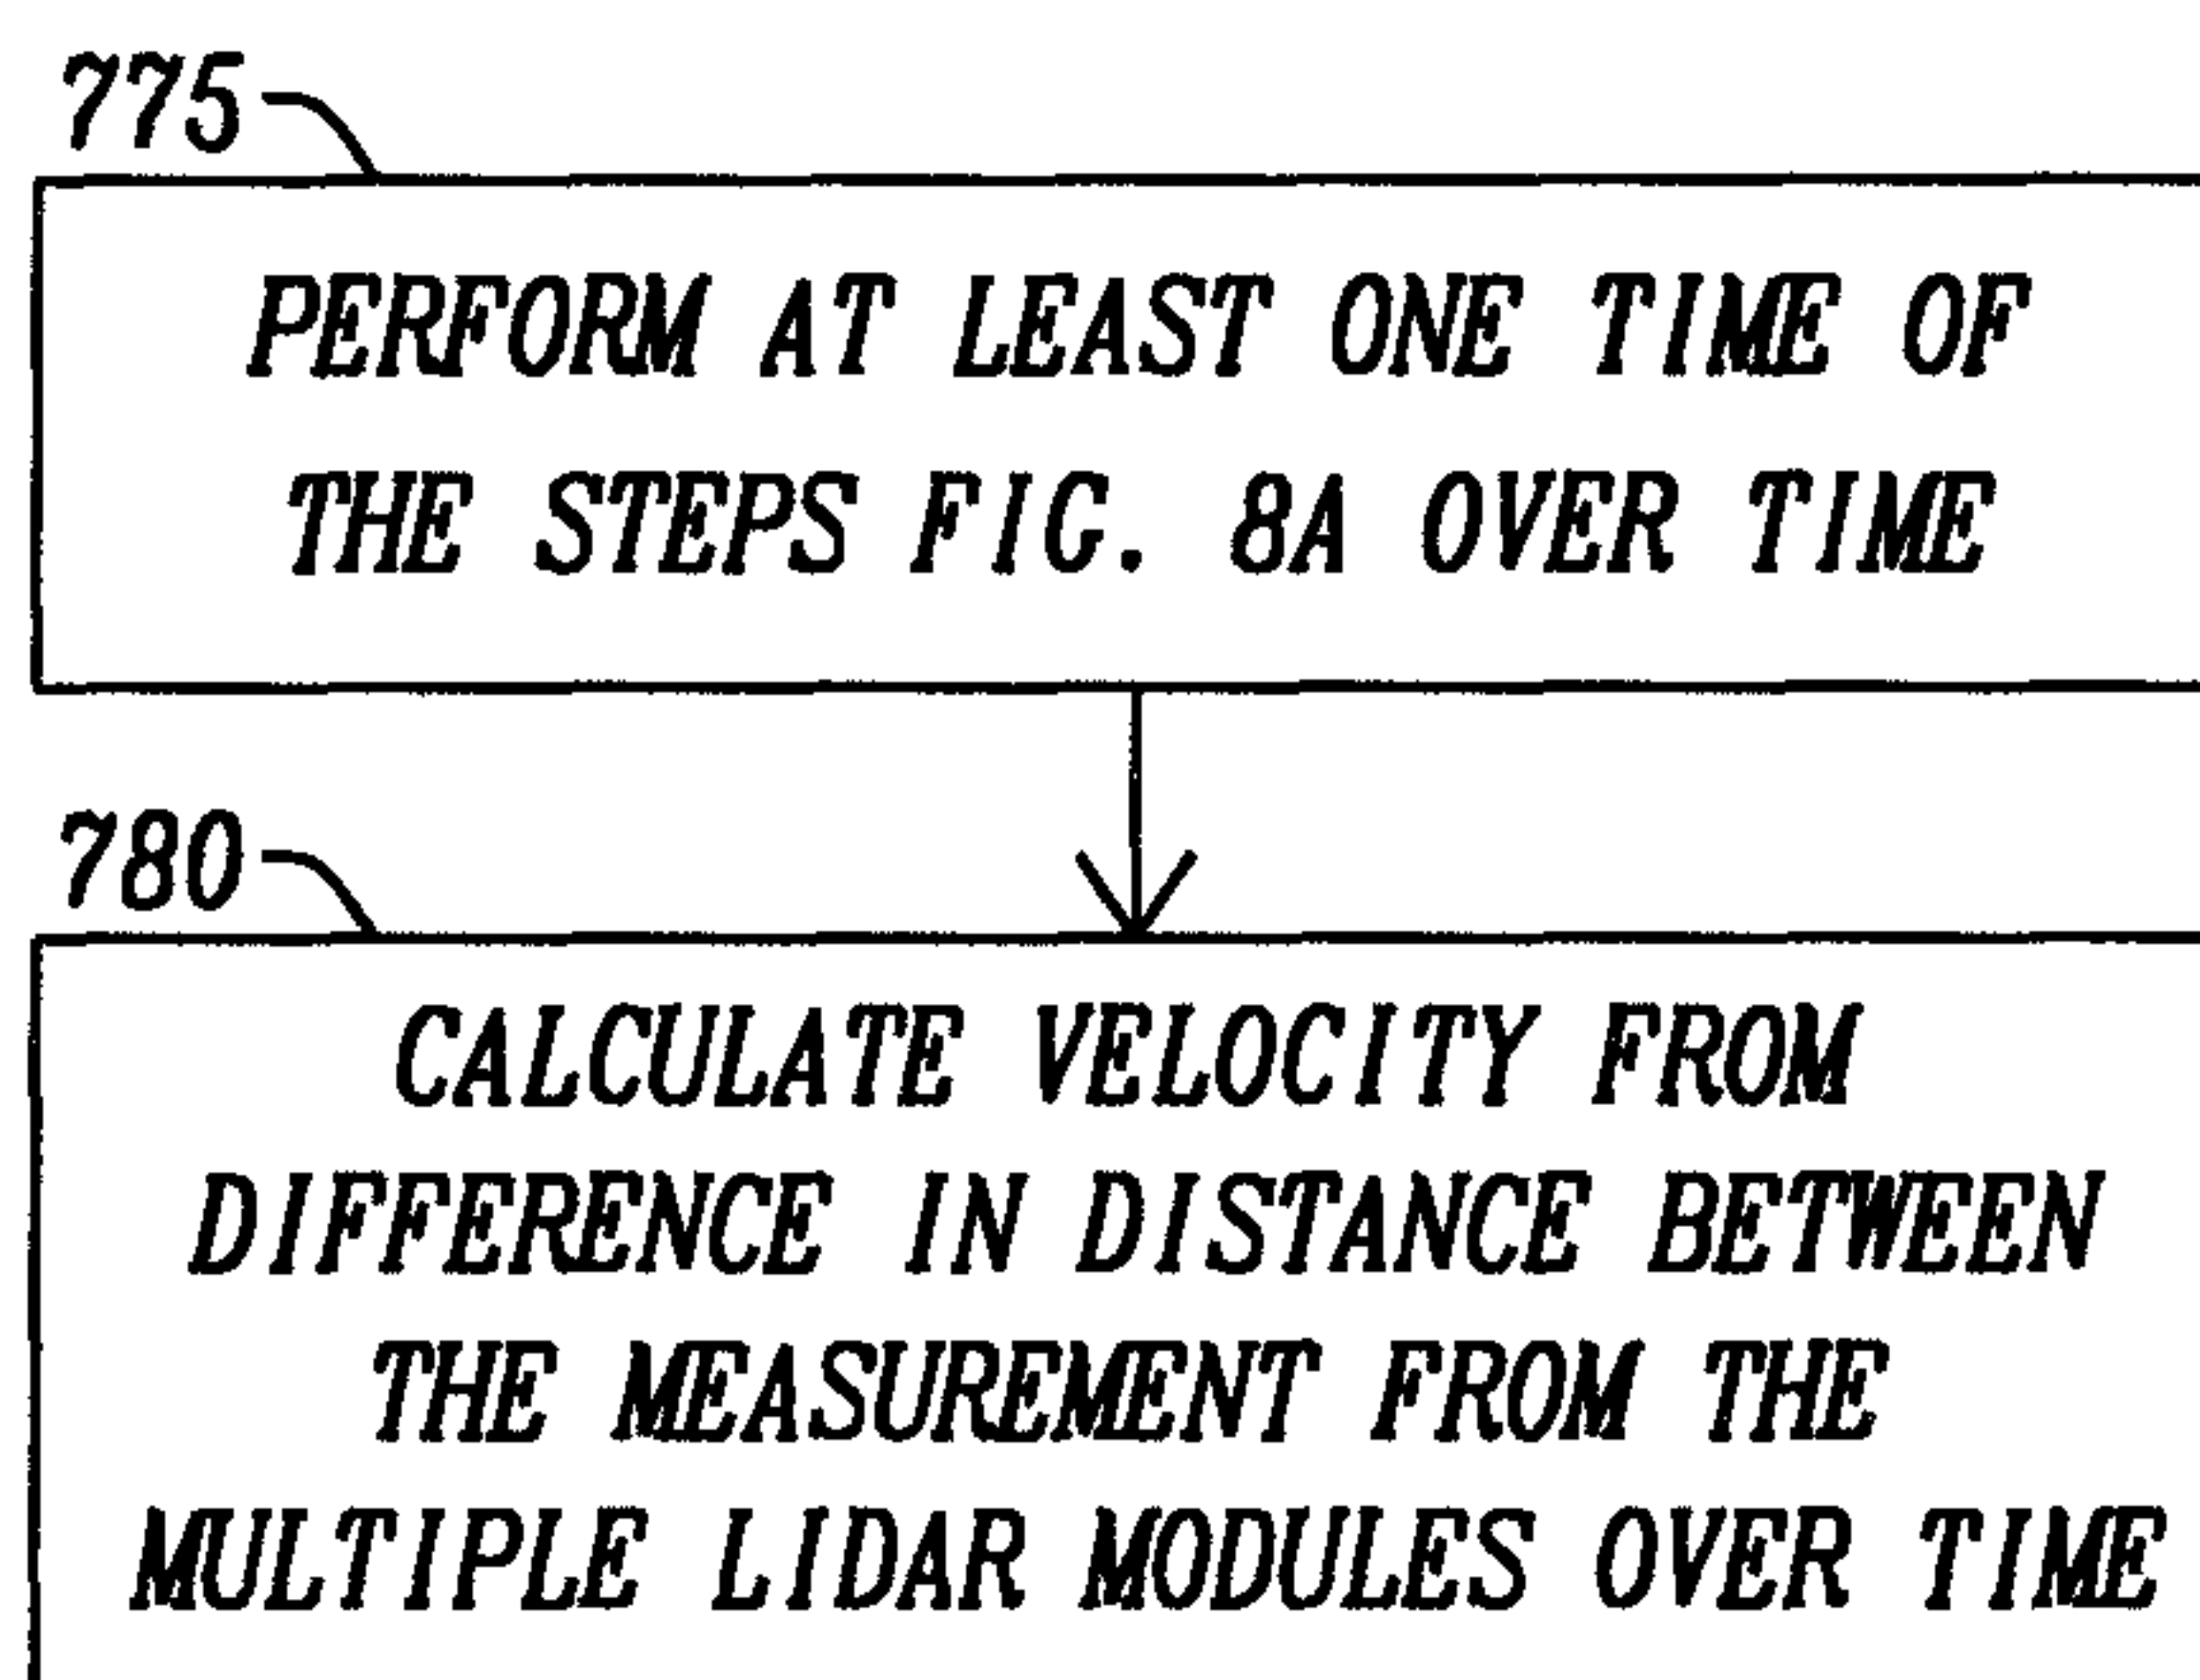 775
PERFORM AT LEAST ONE TIME OF
THE STEPS FIG. 8A OVER TIME
780
CALCULATE VELOCITY FROM
DIFFERENCE IN DISTANCE BETWEEN
THE MEASUREMENT FROM THE
MULTIPLE LIDAR MODULES OVER TIME